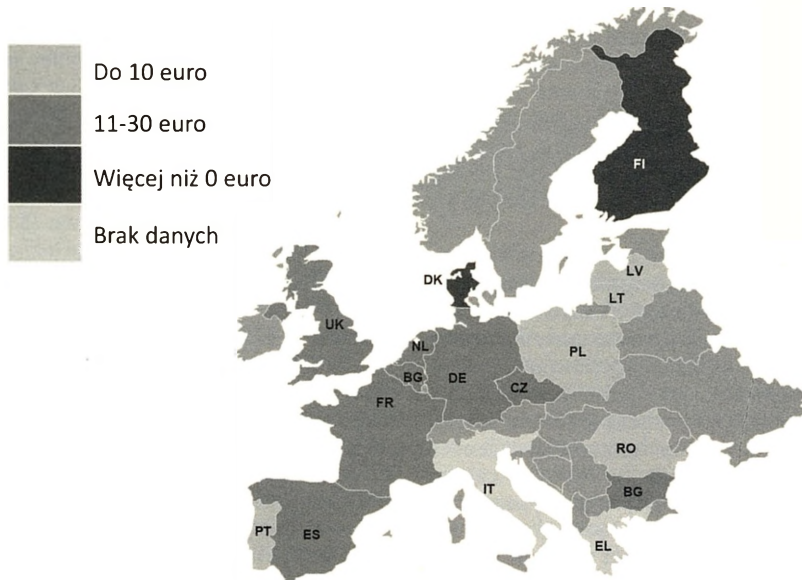 Do 10 euro
11-30 euro
Więcej niż 0 euro
Brak danych
FI
DK
LV
LT
UK
NL
PL
BG
DE
CZ
FR
RO
IT
BG
PT
ES
EL